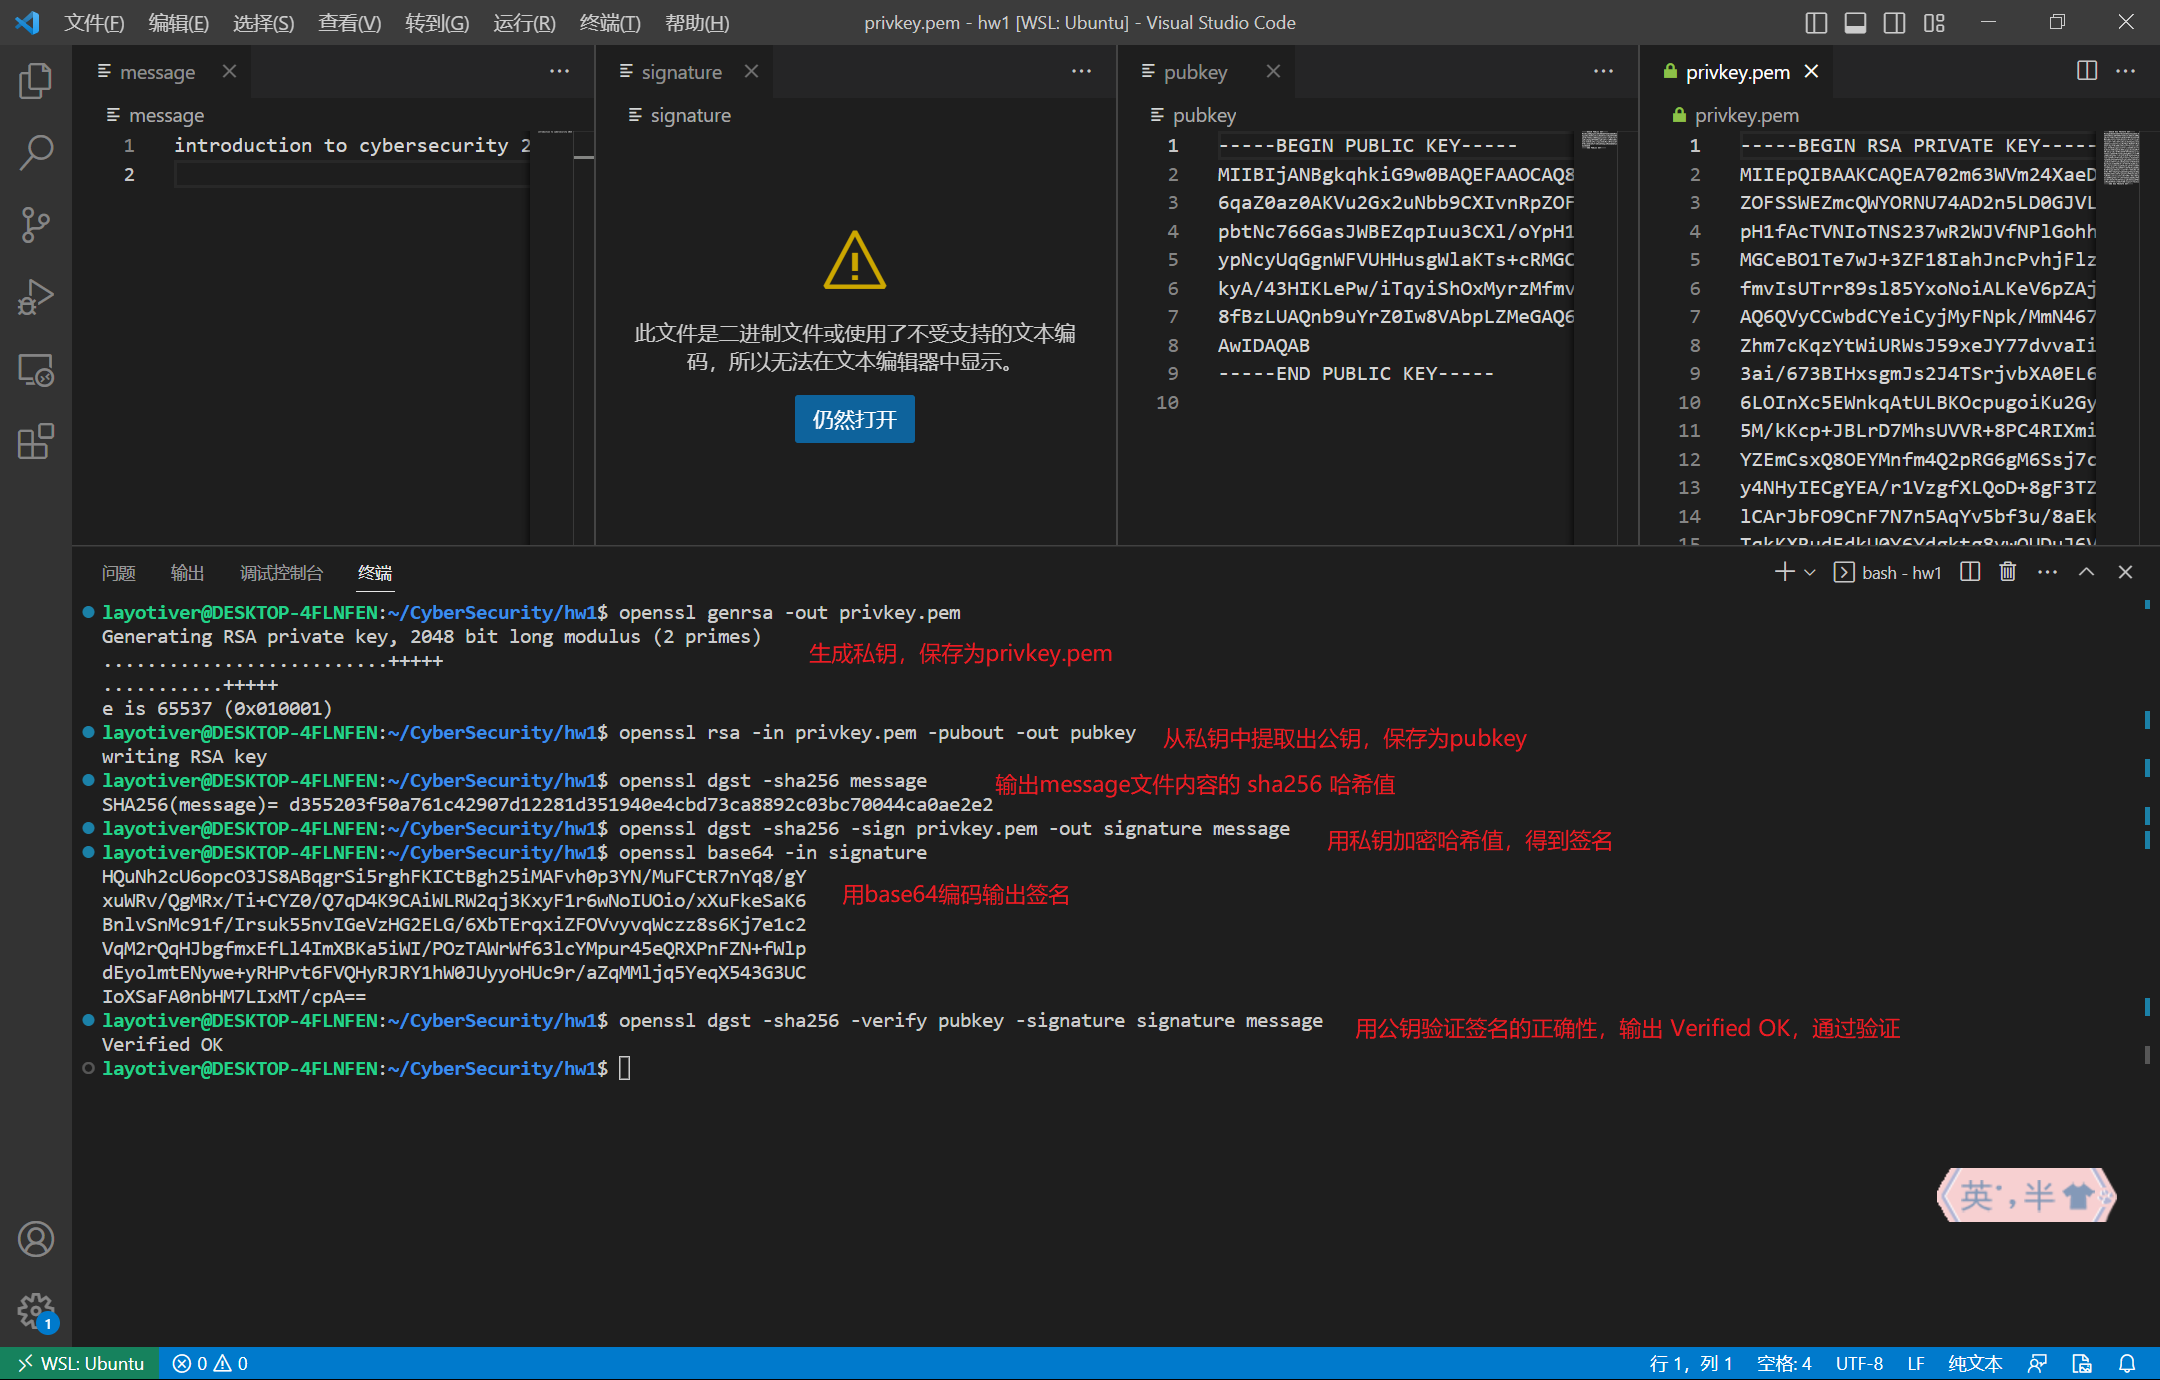 文件(F) 编辑(E) 选择(S) 查看(V) 转到(G) 运行(R) 终端(T) 帮助(H) privkey.pem - hw1 [WSL: Ubuntu] - Visual Studio Code
message
message
1 introduction to cybersecurity 2
2
signature
signature
此文件是二进制文件或使用了不受支持的文本编
码，所以无法在文本编辑器中显示。
仍然打开
pubkey
pubkey
1 -----BEGIN PUBLIC KEY-----
2 MIIBIjANBgkqhkiG9w0BAQEFAAOCAQ8
3 6qaZ0az0AKVu2Gx2uNbb9CXIvnRpZOF
4 pbtNc766GasJWBEZqpIuu3CXl/oYpH1
5 ypNcyUqGgnWFVUHHusgWlaKTs+cRMGC
6 kyA/43HIKLePw/iTqyiShOxMyrzMfmv
7 8fBzLUAQnb9uYrZ0Iw8VAbpLZMeGAQ6
8 AwIDAQAB
9 -----END PUBLIC KEY-----
10
privkey.pem
privkey.pem
1 -----BEGIN RSA PRIVATE KEY-----
2 MIIEpQIBAAKCAQEA702m63WVm24XaeD
3 ZOFSSWEZmcQWYORNU74AD2n5LD0GJVL
4 pH1fAcTVNIoTNS237wR2WJVfNPlGohh
5 MGCeBO1Te7wJ+3ZF18IahJncPvhjFlz
6 fmvIsUTrr89sl85YxoNoiALKeV6pZAj
7 AQ6QVyCCwbdCYeiCyjMyFNpk/MmN467
8 Zhm7cKqzYtWiURWsJ59xeJY77dvvaIi
9 3ai/673BIHxsgmJs2J4TSrjvbXA0EL6
10 6LOInXc5EWnkqAtULBKOcpugoiKu2Gy
11 5M/kKcp+JBLrD7MhsUVVR+8PC4RIXmi
12 YZEmCsxQ8OEYMnfm4Q2pRG6gM6Ssj7c
13 y4NHyIECgYEA/r1VzgfXLQoD+8gF3TZ
14 lCArJbFO9CnF7N7n5AqYv5bf3u/8aEk
15
问题 输出 调试控制台 终端 bash - hw1
layotiver@DESKTOP-4FLNFEN:~/CyberSecurity/hw1$ openssl genrsa -out privkey.pem
Generating RSA private key, 2048 bit long modulus (2 primes)
生成私钥，保存为privkey.pem
..........................+++++
...........+++++
e is 65537 (0x010001)
layotiver@DESKTOP-4FLNFEN:~/CyberSecurity/hw1$ openssl rsa -in privkey.pem -pubout -out pubkey
从私钥中提取出公钥，保存为pubkey
writing RSA key
layotiver@DESKTOP-4FLNFEN:~/CyberSecurity/hw1$ openssl dgst -sha256 message
输出message文件内容的 sha256 哈希值
SHA256(message)= d355203f50a761c42907d12281d351940e4cbd73ca8892c03bc70044ca0ae2e2
layotiver@DESKTOP-4FLNFEN:~/CyberSecurity/hw1$ openssl dgst -sha256 -sign privkey.pem -out signature message
用私钥加密哈希值，得到签名
layotiver@DESKTOP-4FLNFEN:~/CyberSecurity/hw1$ openssl base64 -in signature
HQuNh2cU6opcO3JS8ABqgrSi5rghFKICtBgh25iMAFvh0p3YN/MuFCtR7nYq8/gY
用base64编码输出签名
xuWRv/QgMRx/Ti+CYZ0/Q7qD4K9CAiWLRW2qj3KxyF1r6wNoIUOio/xXuFkeSaK6
BnlvSnMc91f/Irsuk55nvIGeVzHG2ELG/6XbTErqxiZFOVvyvqWczz8s6Kj7e1c2
VqM2rQqHJbgfmxEfLl4ImXBKa5iWI/POzTAWrWf63lcYMpur45eQRXPnFZN+fWlp
dEyolmtENywe+yRHPvt6FVQHyRJRY1hW0JUyyoHUc9r/aZqMMljq5YeqX543G3UC
IoXSaFA0nbHM7LIxMT/cpA==
layotiver@DESKTOP-4FLNFEN:~/CyberSecurity/hw1$ openssl dgst -sha256 -verify pubkey -signature signature message
用公钥验证签名的正确性，输出 Verified OK，通过验证
Verified OK
layotiver@DESKTOP-4FLNFEN:~/CyberSecurity/hw1$
英 ， 半
1
WSL: Ubuntu 0 0 行 1，列 1 空格: 4 UTF-8 LF 纯文本